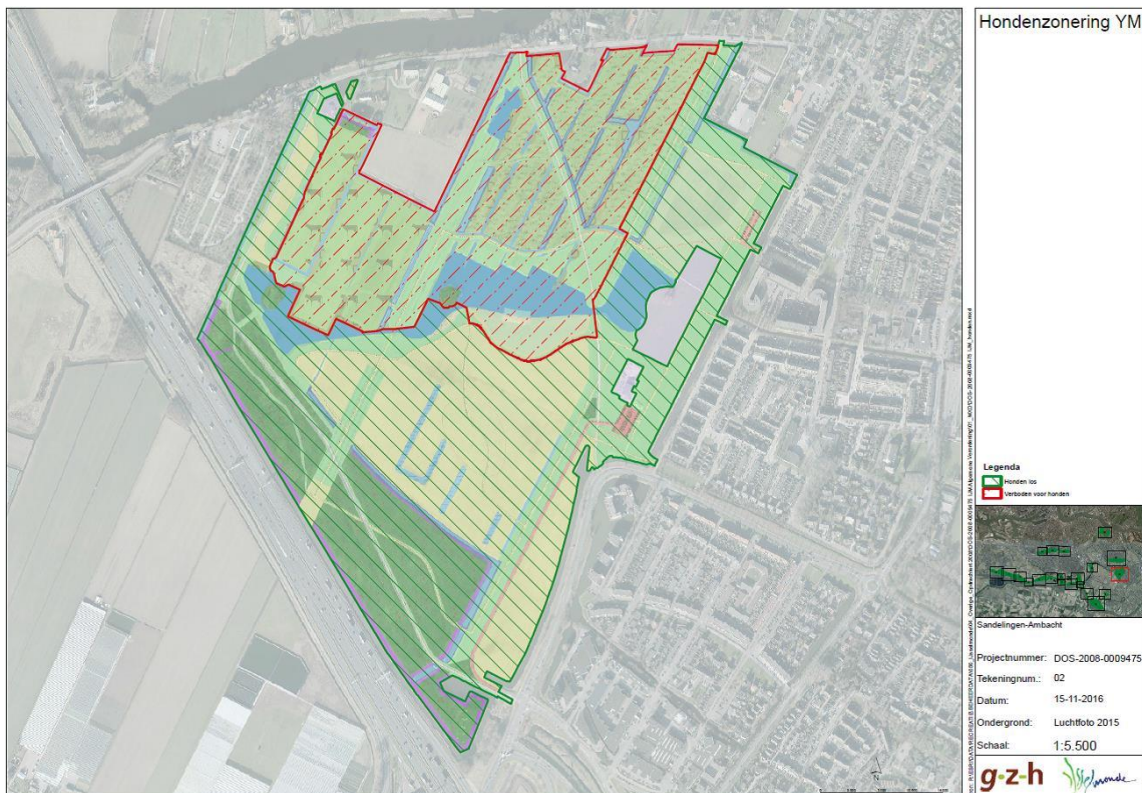 Hondenzonering YM
Legenda
Honden los
Verboden voor honden
Sandelingen-Ambacht
Projectnummer: DOS-2008-0009475
Tekeningnum.: 02
Datum: 15-11-2016
Ondergrond: Luchtfoto 2015
Schaal: 1:5.500
g·z·h